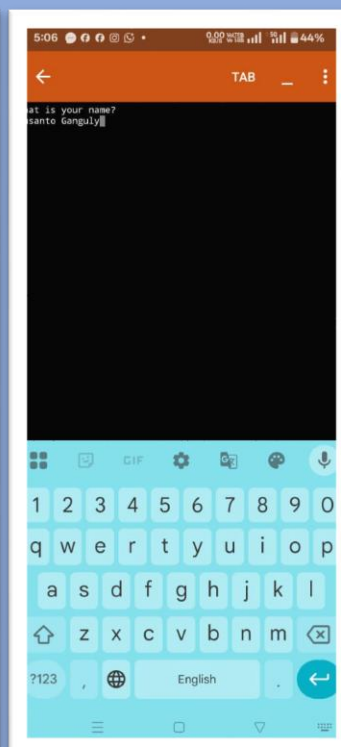 5:06 0.00 KB/S 5G 44%
TAB _
at is your name?
santo Ganguly
GIF
1 2 3 4 5 6 7 8 9 0
q w e r t y u i o p
a s d f g h j k l
z x c v b n m
?123 , English .